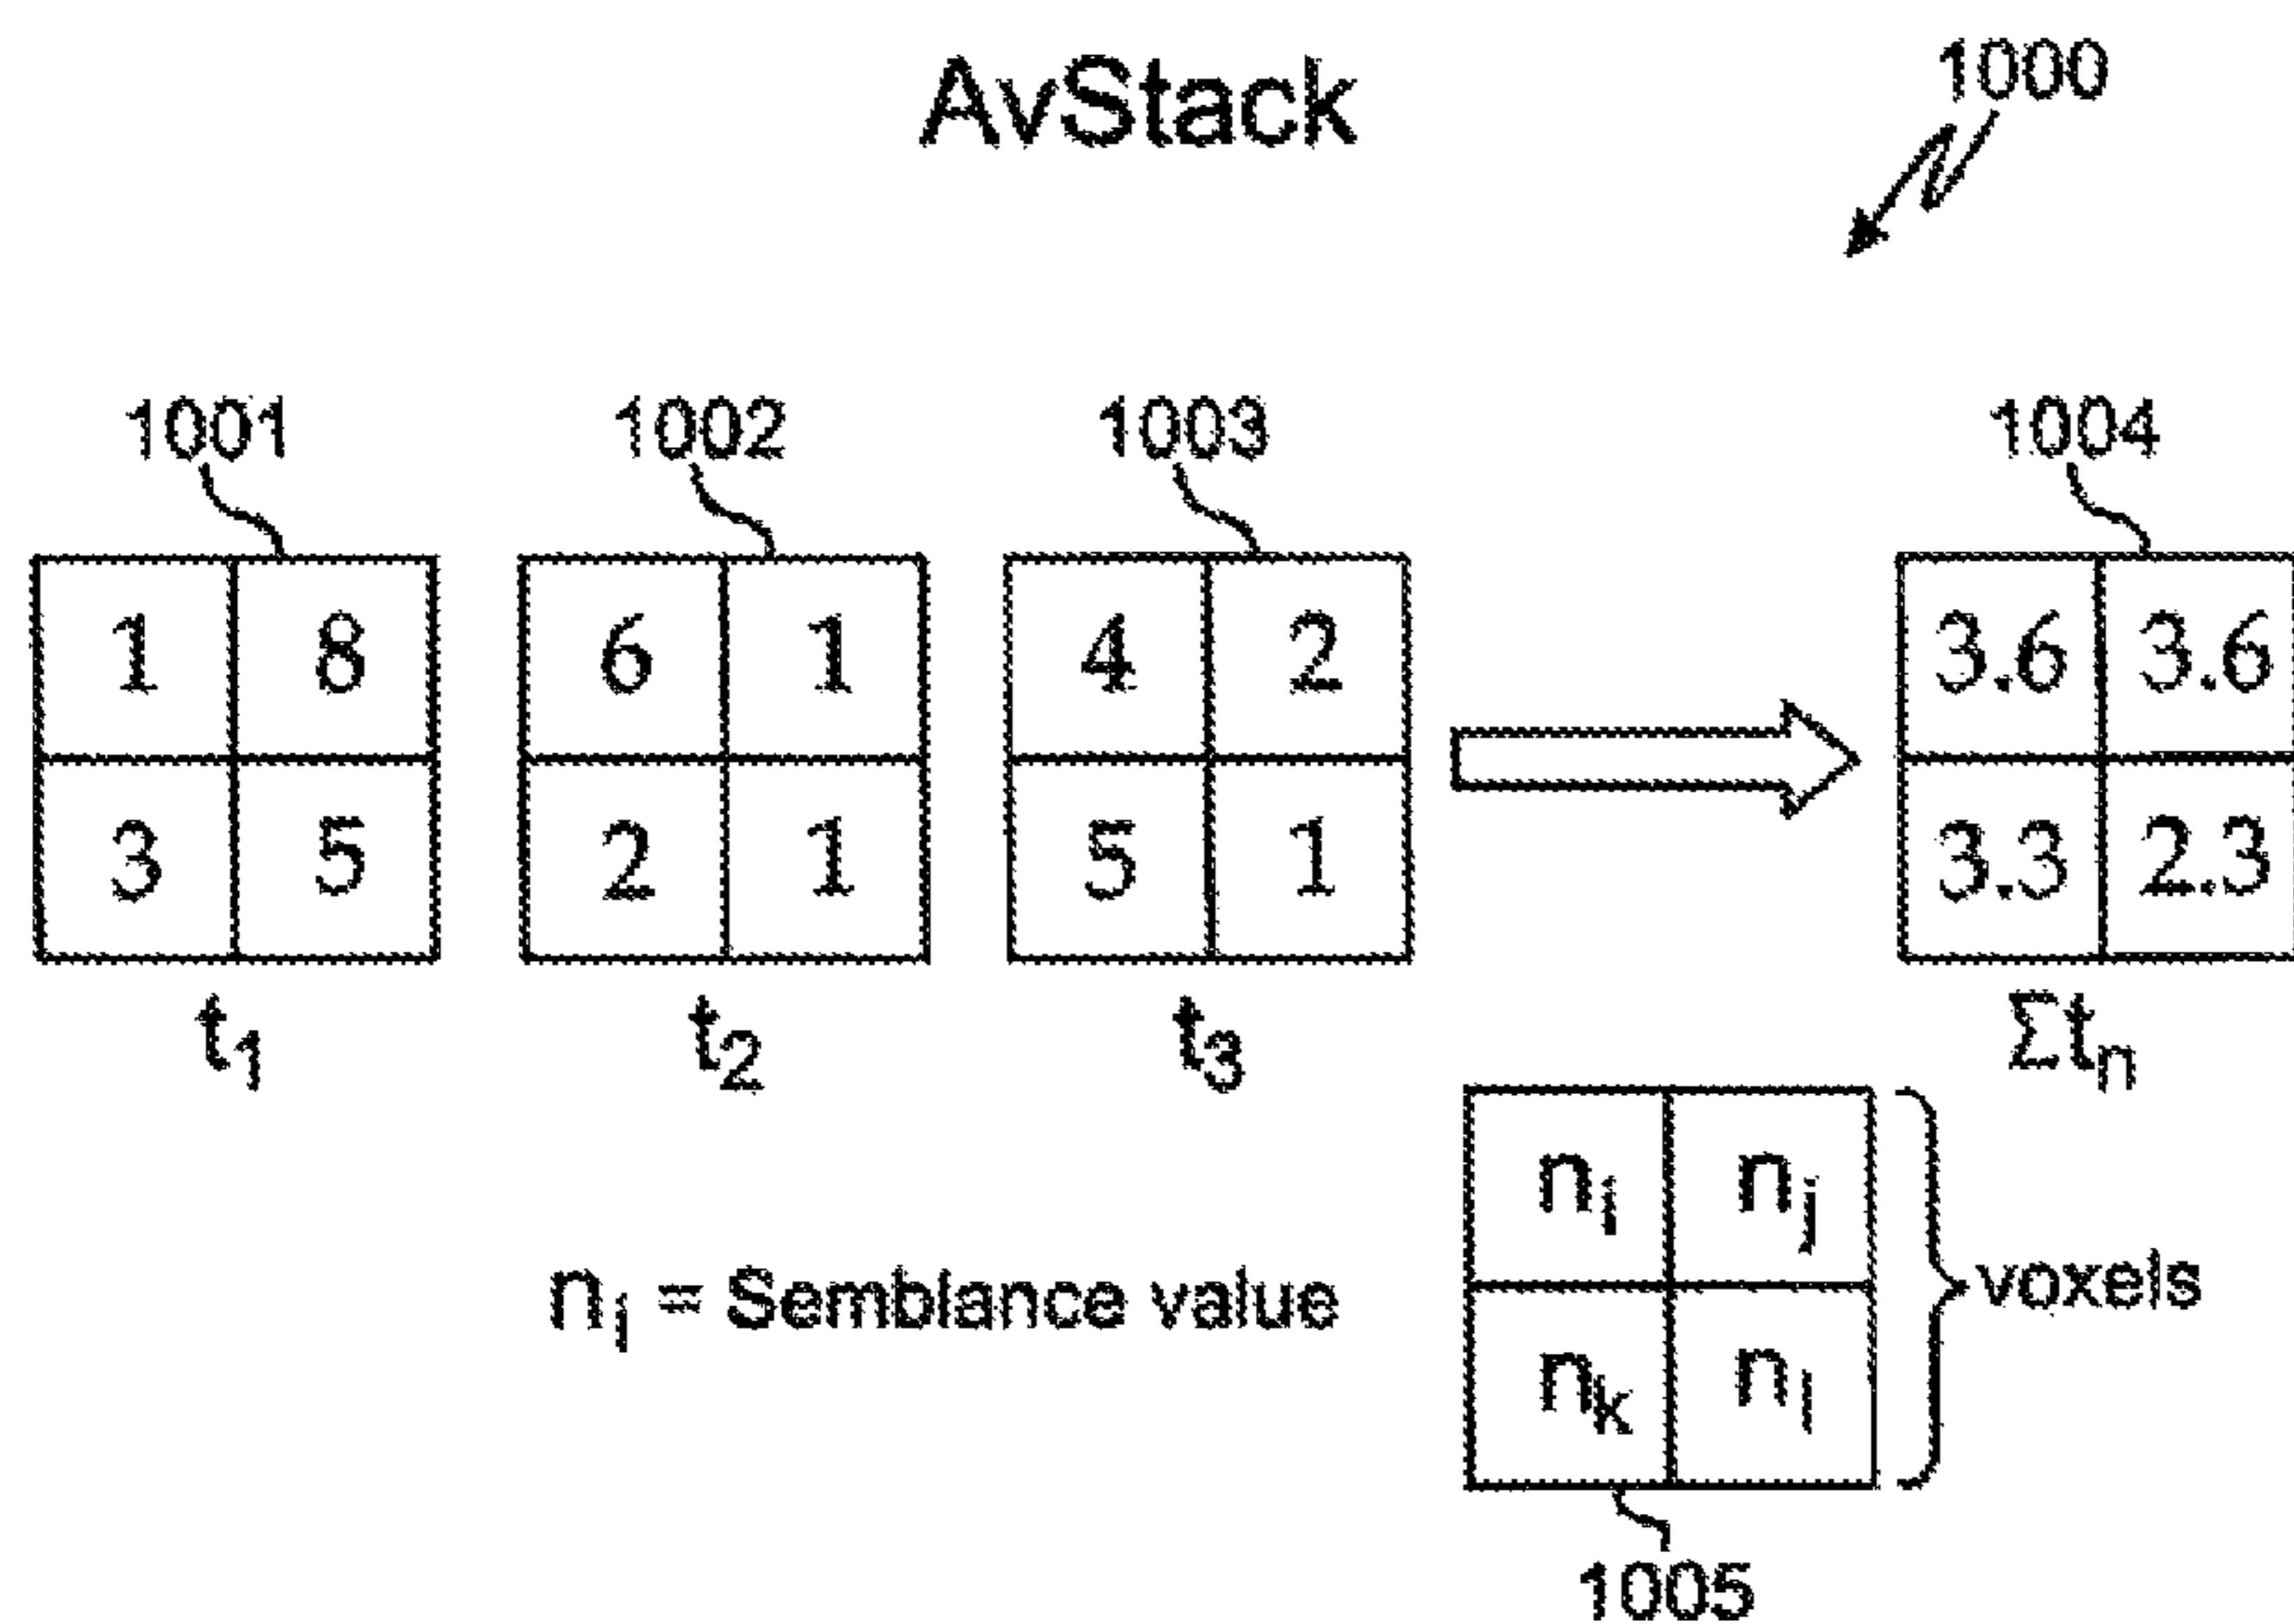 AvStack
1000
1001 1002 1003 1004
1 8 6 1 4 2 3.6 3.6
3 5 2 1 5 1 3.3 2.3
t₁ t₂ t₃ Σtₙ
nᵢ nⱼ
nₖ nₗ
voxels
nᵢ = Semblance value
1005